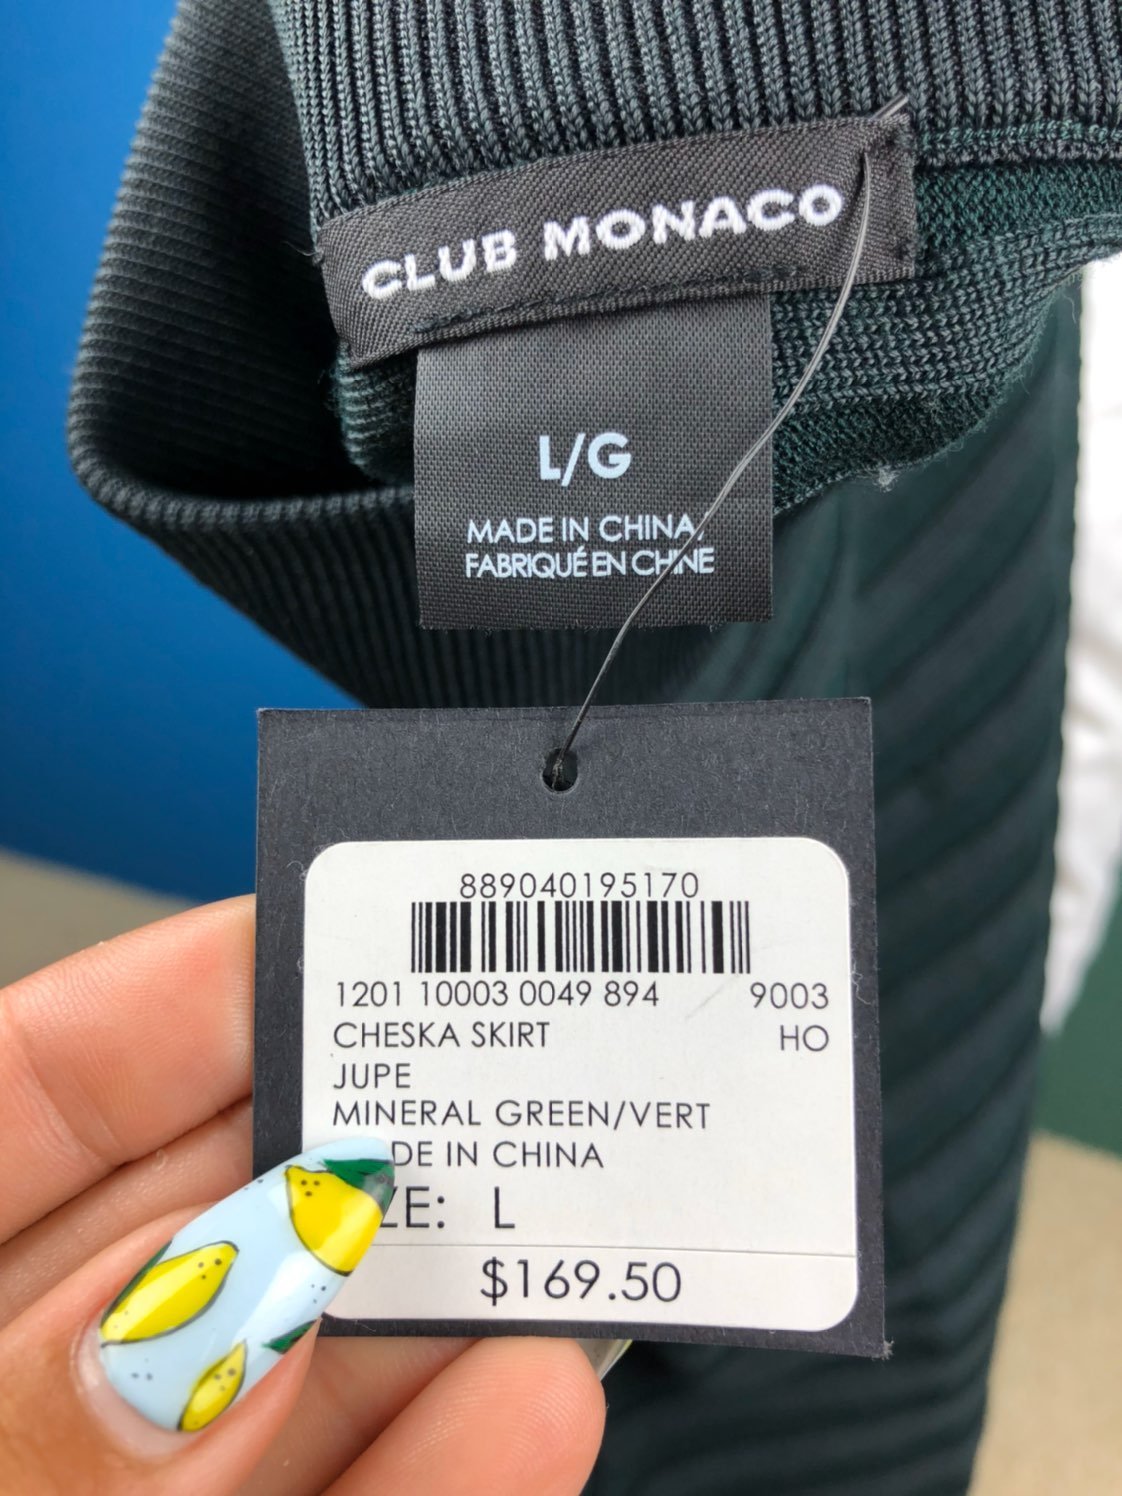 CLUB MONACO
L/G
MADE IN CHINA,
FABRIQUÉ EN CHINE
889040195170
1201 10003 0049 894 9003
CHESKA SKIRT HO
JUPE
MINERAL GREEN/VERT
DE IN CHINA
ZE: L
$169.50